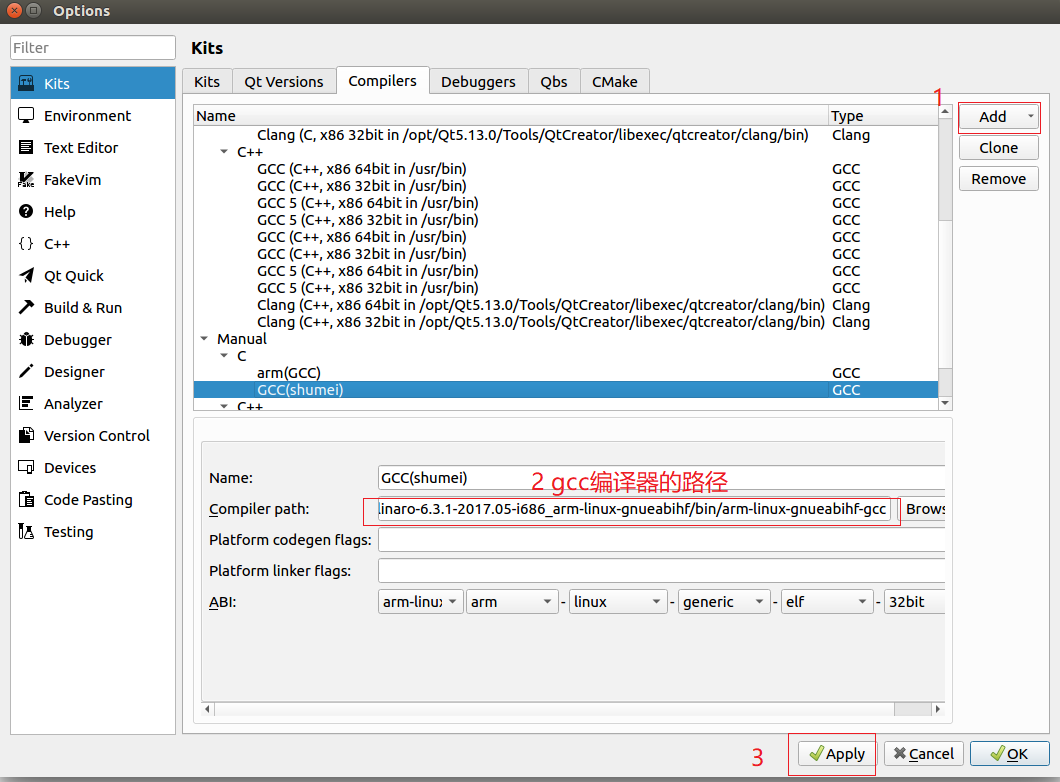 Options
Filter
Kits
Environment
Text Editor
FakeVim
Help
C++
Qt Quick
Build & Run
Debugger
Designer
Analyzer
Version Control
Devices
Code Pasting
Testing
Kits
Kits Qt Versions Compilers Debuggers Qbs CMake
1
Name Type
Clang (C, x86 32bit in /opt/Qt5.13.0/Tools/QtCreator/libexec/qtcreator/clang/bin) Clang
C++
GCC (C++, x86 64bit in /usr/bin) GCC
GCC (C++, x86 32bit in /usr/bin) GCC
GCC 5 (C++, x86 64bit in /usr/bin) GCC
GCC 5 (C++, x86 32bit in /usr/bin) GCC
GCC (C++, x86 64bit in /usr/bin) GCC
GCC (C++, x86 32bit in /usr/bin) GCC
GCC 5 (C++, x86 64bit in /usr/bin) GCC
GCC 5 (C++, x86 32bit in /usr/bin) GCC
Clang (C++, x86 64bit in /opt/Qt5.13.0/Tools/QtCreator/libexec/qtcreator/clang/bin) Clang
Clang (C++, x86 32bit in /opt/Qt5.13.0/Tools/QtCreator/libexec/qtcreator/clang/bin) Clang
Manual
C
arm(GCC) GCC
GCC(shumei) GCC
C++
Add
Clone
Remove
Name: GCC(shumei)
2 gcc编译器的路径
Compiler path: linaro-6.3.1-2017.05-i686_arm-linux-gnueabihf/bin/arm-linux-gnueabihf-gcc Brows
Platform codegen flags:
Platform linker flags:
ABI: arm-linux arm - linux - generic - elf - 32bit
3
Apply Cancel OK